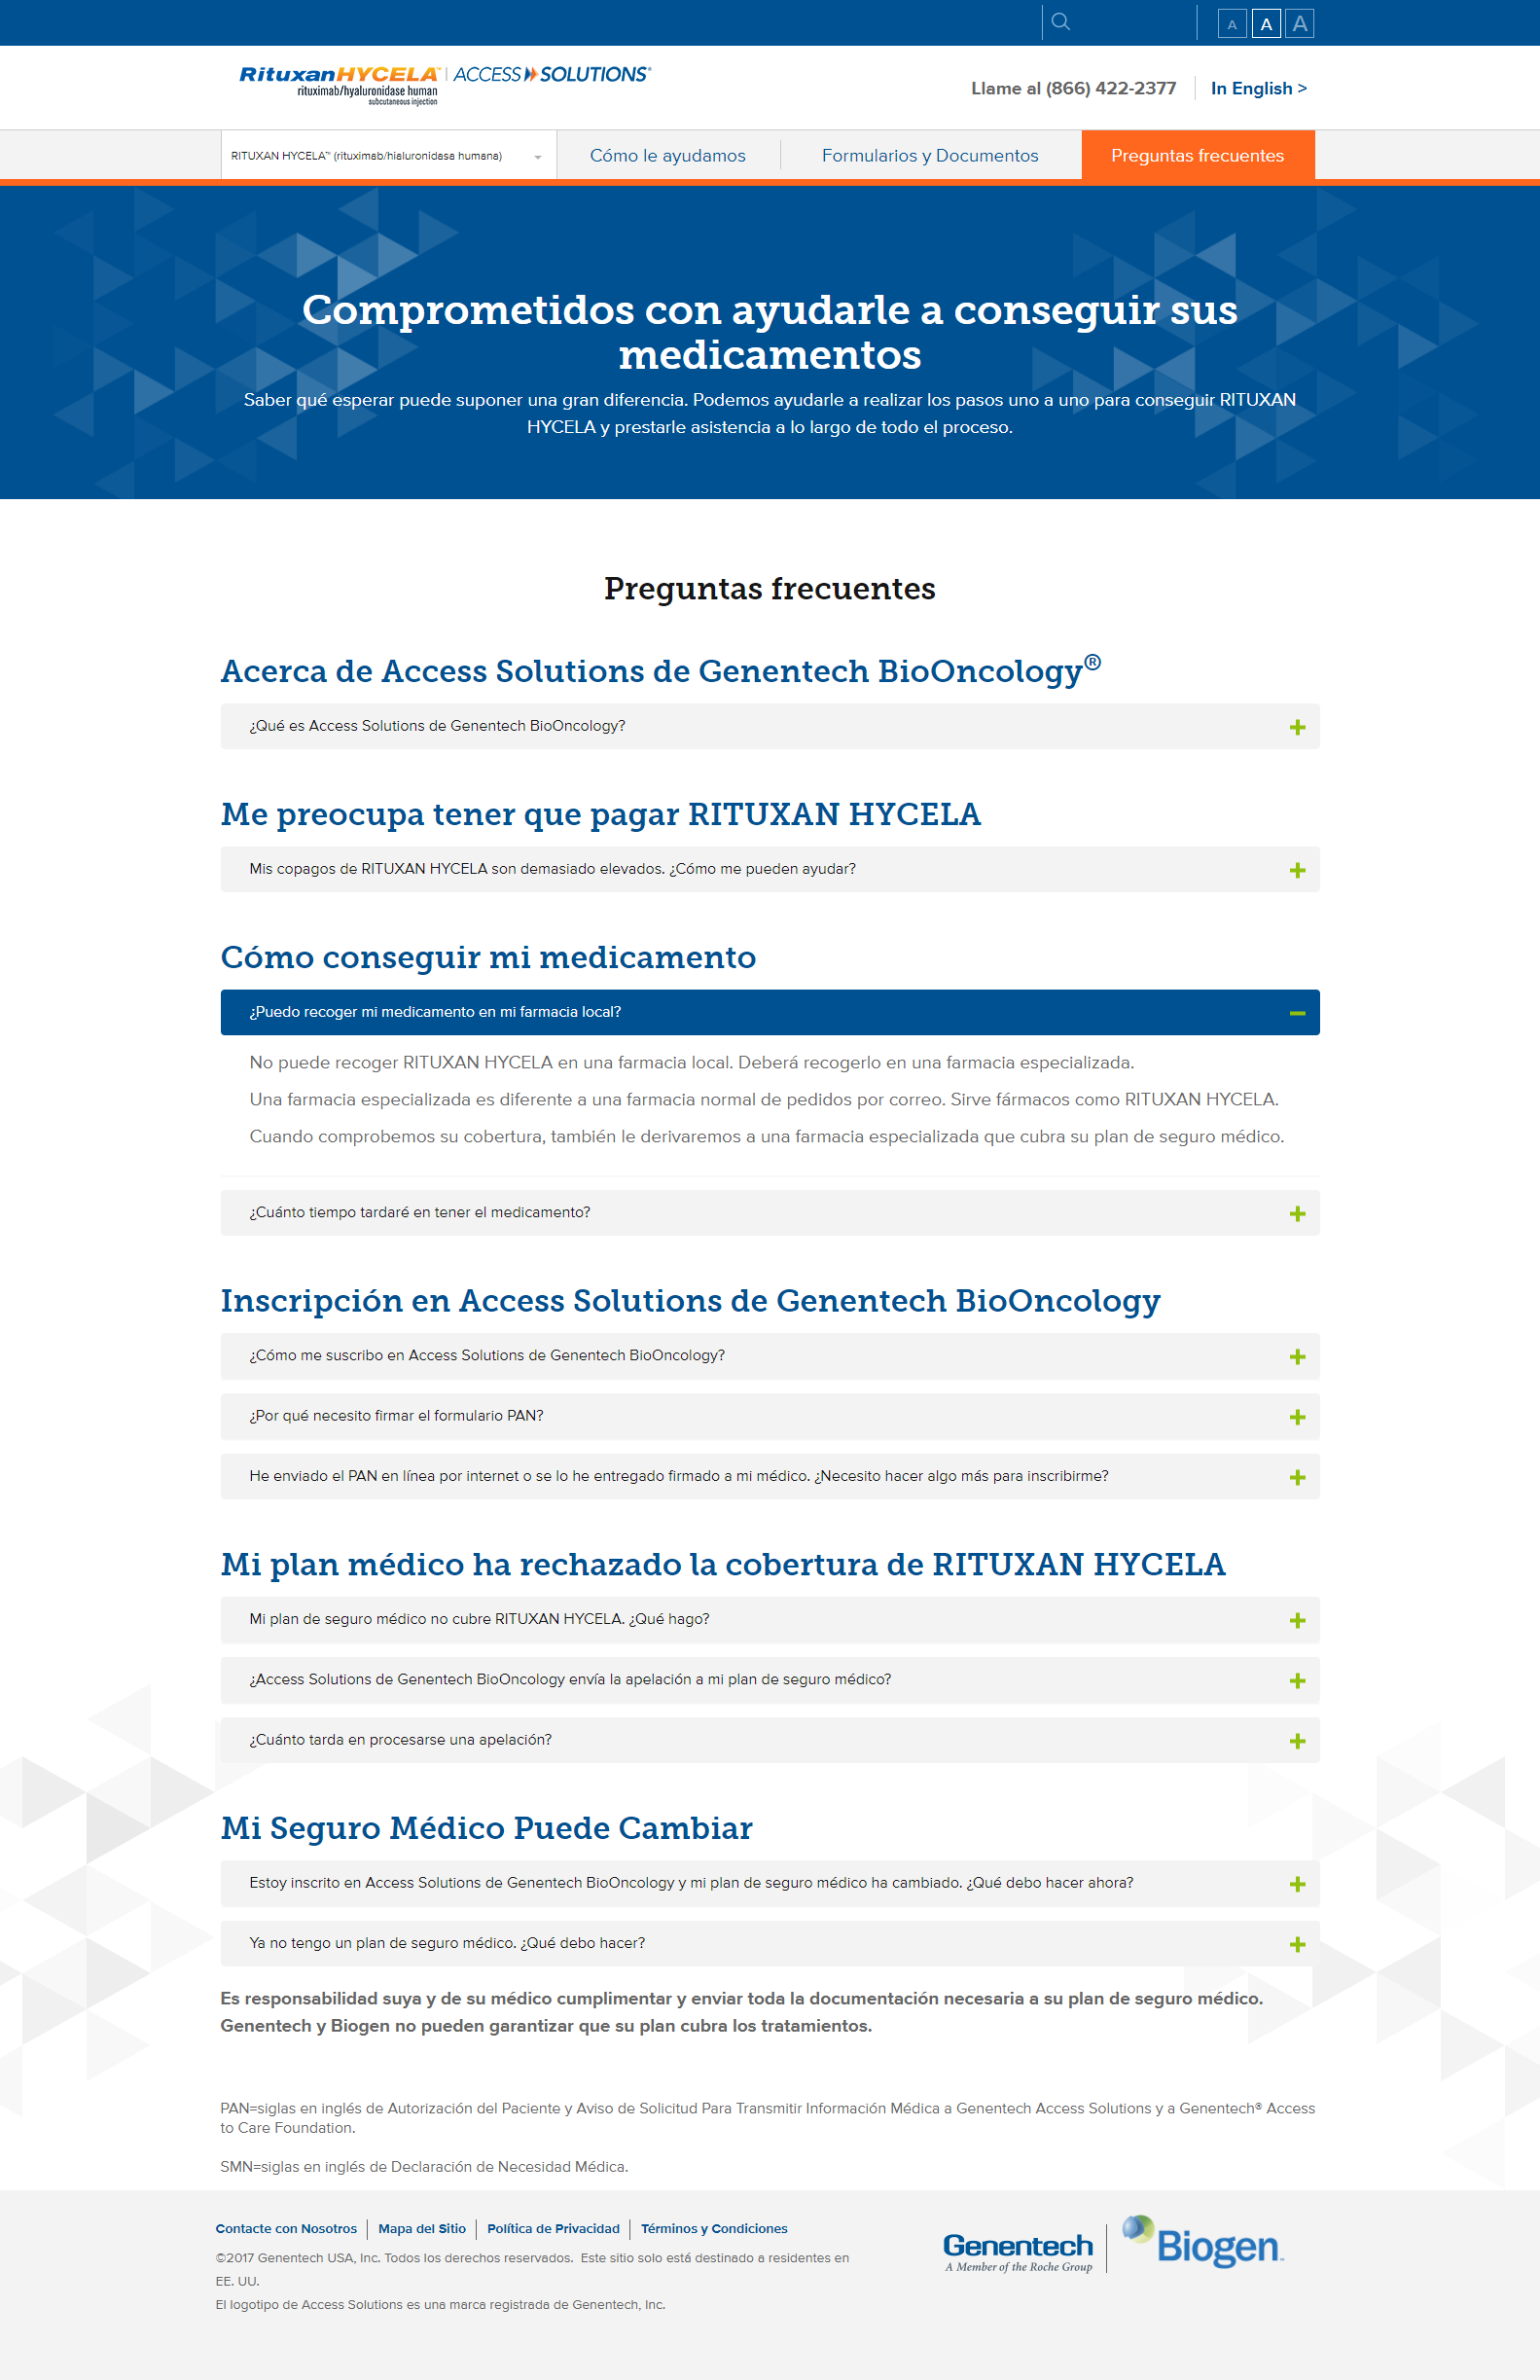 A A A
RituxanHYCELA™ | ACCESS SOLUTIONS®
rituximab/hyaluronidase human
subcutaneous injection
Llame al (866) 422-2377
In English >
RITUXAN HYCELA™ (rituximab/hialuronidasa humana)
Cómo le ayudamos
Formularios y Documentos
Preguntas frecuentes
Comprometidos con ayudarle a conseguir sus
medicamentos
Saber qué esperar puede suponer una gran diferencia. Podemos ayudarle a realizar los pasos uno a uno para conseguir RITUXAN
HYCELA y prestarle asistencia a lo largo de todo el proceso.
Preguntas frecuentes
Acerca de Access Solutions de Genentech BioOncology®
¿Qué es Access Solutions de Genentech BioOncology?
Me preocupa tener que pagar RITUXAN HYCELA
Mis copagos de RITUXAN HYCELA son demasiado elevados. ¿Cómo me pueden ayudar?
Cómo conseguir mi medicamento
¿Puedo recoger mi medicamento en mi farmacia local?
No puede recoger RITUXAN HYCELA en una farmacia local. Deberá recogerlo en una farmacia especializada.
Una farmacia especializada es diferente a una farmacia normal de pedidos por correo. Sirve fármacos como RITUXAN HYCELA.
Cuando comprobemos su cobertura, también le derivaremos a una farmacia especializada que cubra su plan de seguro médico.
¿Cuánto tiempo tardaré en tener el medicamento?
Inscripción en Access Solutions de Genentech BioOncology
¿Cómo me suscribo en Access Solutions de Genentech BioOncology?
¿Por qué necesito firmar el formulario PAN?
He enviado el PAN en línea por internet o se lo he entregado firmado a mi médico. ¿Necesito hacer algo más para inscribirme?
Mi plan médico ha rechazado la cobertura de RITUXAN HYCELA
Mi plan de seguro médico no cubre RITUXAN HYCELA. ¿Qué hago?
¿Access Solutions de Genentech BioOncology envía la apelación a mi plan de seguro médico?
¿Cuánto tarda en procesarse una apelación?
Mi Seguro Médico Puede Cambiar
Estoy inscrito en Access Solutions de Genentech BioOncology y mi plan de seguro médico ha cambiado. ¿Qué debo hacer ahora?
Ya no tengo un plan de seguro médico. ¿Qué debo hacer?
Es responsabilidad suya y de su médico cumplimentar y enviar toda la documentación necesaria a su plan de seguro médico.
Genentech y Biogen no pueden garantizar que su plan cubra los tratamientos.
PAN=siglas en inglés de Autorización del Paciente y Aviso de Solicitud Para Transmitir Información Médica a Genentech Access Solutions y a Genentech® Access
to Care Foundation.
SMN=siglas en inglés de Declaración de Necesidad Médica.
Contacte con Nosotros | Mapa del Sitio | Política de Privacidad | Términos y Condiciones
©2017 Genentech USA, Inc. Todos los derechos reservados. Este sitio solo está destinado a residentes en
EE. UU.
El logotipo de Access Solutions es una marca registrada de Genentech, Inc.
Genentech
A Member of the Roche Group
Biogen™